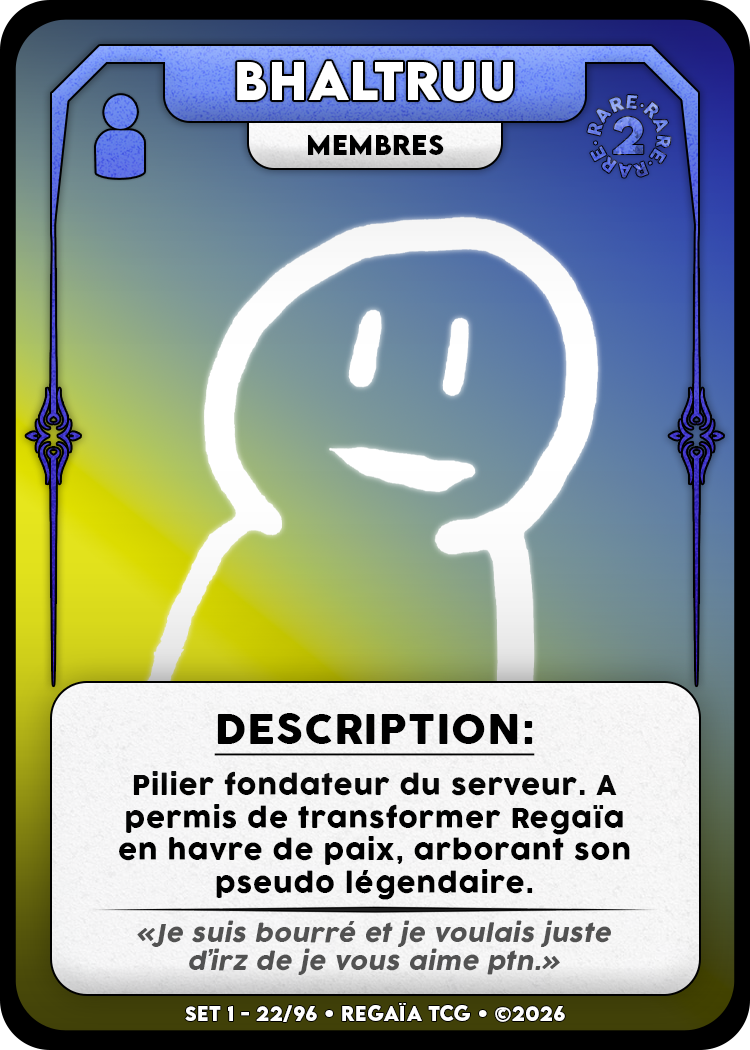 BHALTRUU
MEMBRES
RARE·RARE·RARE·RARE·
2
DESCRIPTION:
Pilier fondateur du serveur. A
permis de transformer Regaïa
en havre de paix, arborant son
pseudo légendaire.
«Je suis bourré et je voulais juste
d'irz de je vous aime ptn.»
SET 1 - 22/96 • REGAÏA TCG • ©2026